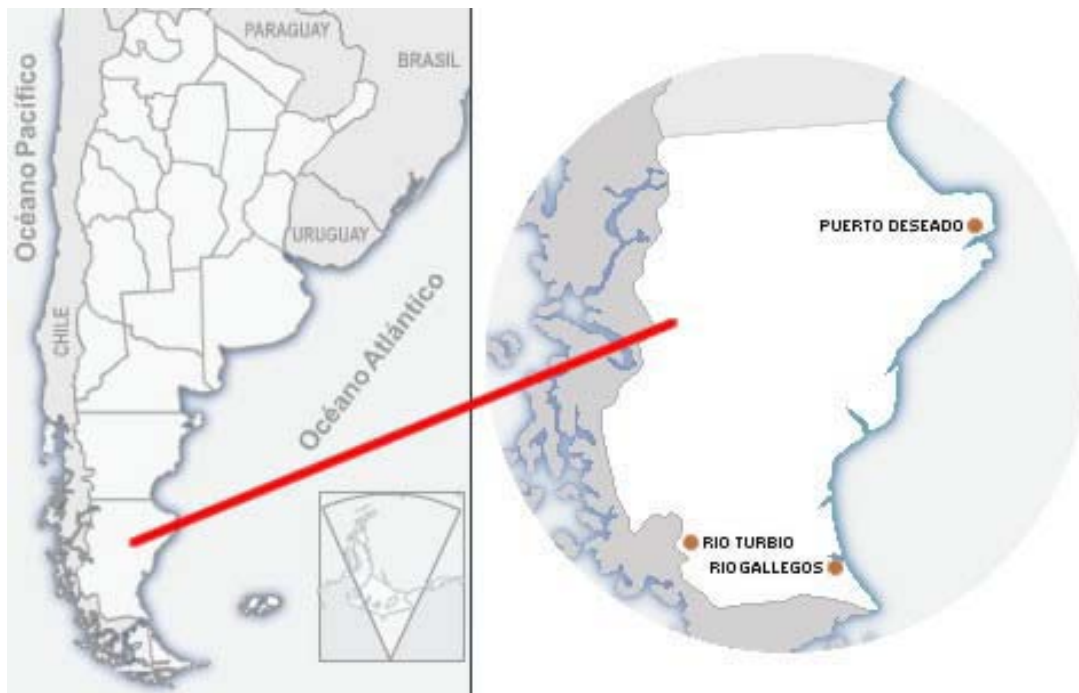 PARAGUAY
BRASIL
Océano Pacífico
URUGUAY
CHILE
Océano Atlántico
PUERTO DESEADO
RIO TURBIO
RIO GALLEGOS